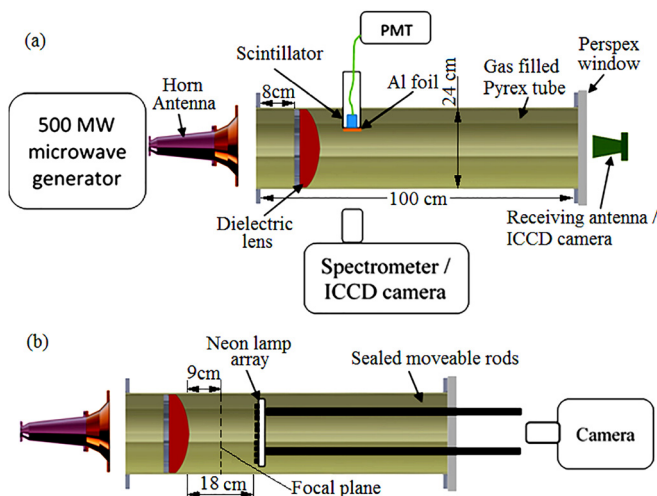 (a)
PMT
Scintillator
Al foil
Gas filled
Pyrex tube
Perspex
window
Horn
Antenna
8cm
24 cm
500 MW
microwave
generator
100 cm
Dielectric
lens
Receiving antenna /
ICCD camera
Spectrometer /
ICCD camera
(b)
Neon lamp
array
Sealed moveable rods
9cm
Camera
18 cm
Focal plane